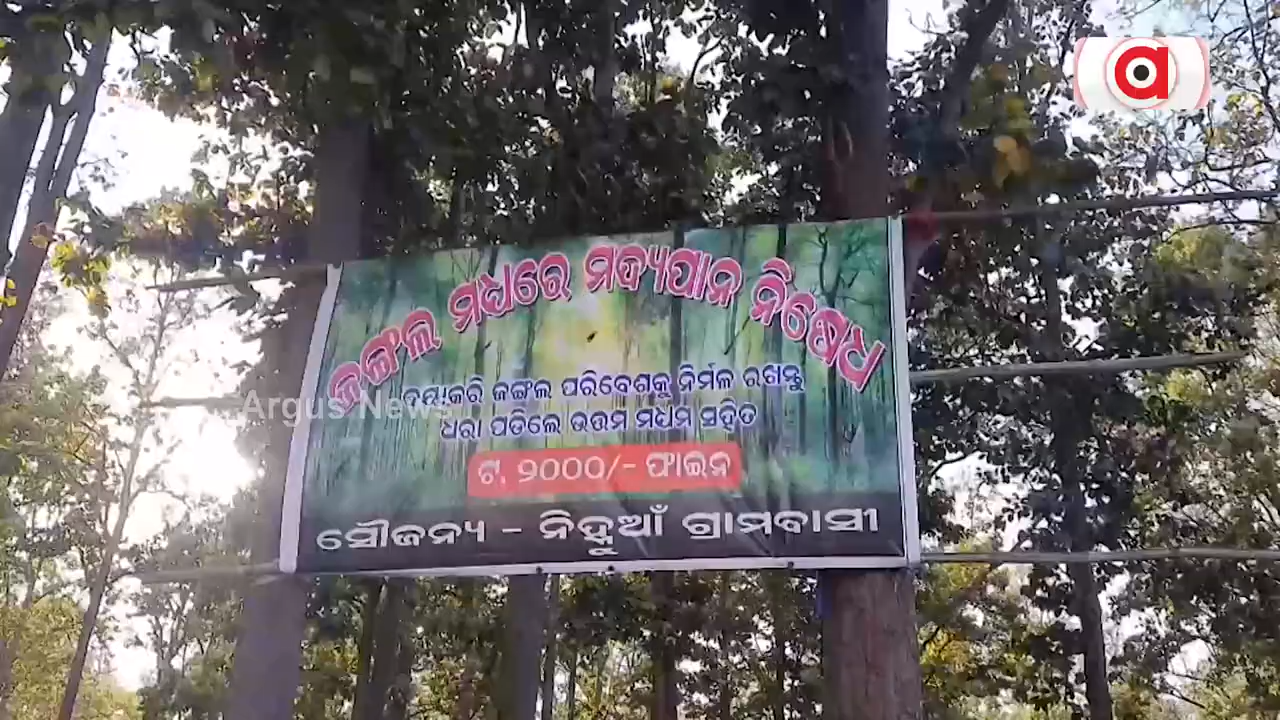 ଜଙ୍ଗଲ ମଧ୍ୟରେ ମଦ୍ୟପାନ ନିଷେଧ
ଦୟାକରି ଜଙ୍ଗଲ ପରିବେଶକୁ ନିର୍ମଳ ରଖନ୍ତୁ
ଧରା ପଡିଲେ ଉତ୍ତମ ମଧ୍ୟମ ସହିତ
ଟ. ୨୦୦୦/- ଫାଇନ
ସୌଜନ୍ୟ - ନିହ୍ନୁଆଁ ଗ୍ରାମବାସୀ
Argus News
a